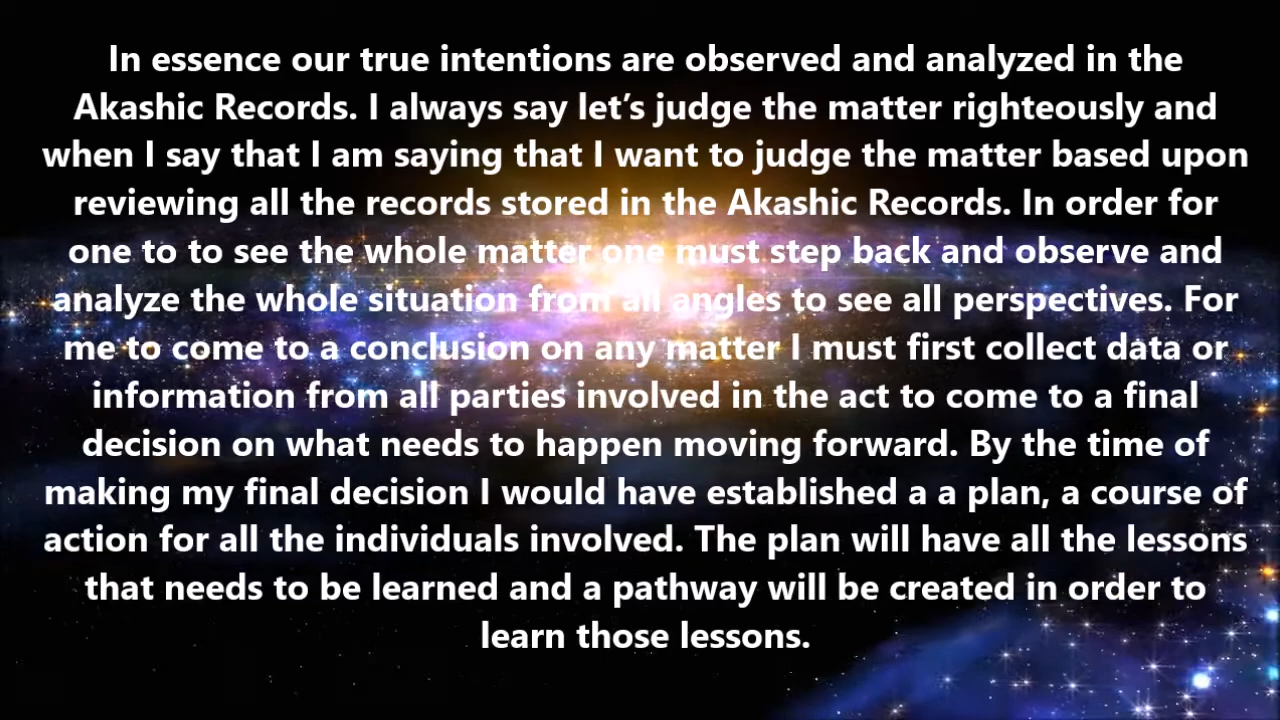 In essence our true intentions are observed and analyzed in the
Akashic Records. I always say let’s judge the matter righteously and
when I say that I am saying that I want to judge the matter based upon
reviewing all the records stored in the Akashic Records. In order for
one to to see the whole matter one must step back and observe and
analyze the whole situation from all angles to see all perspectives. For
me to come to a conclusion on any matter I must first collect data or
information from all parties involved in the act to come to a final
decision on what needs to happen moving forward. By the time of
making my final decision I would have established a a plan, a course of
action for all the individuals involved. The plan will have all the lessons
that needs to be learned and a pathway will be created in order to
learn those lessons.